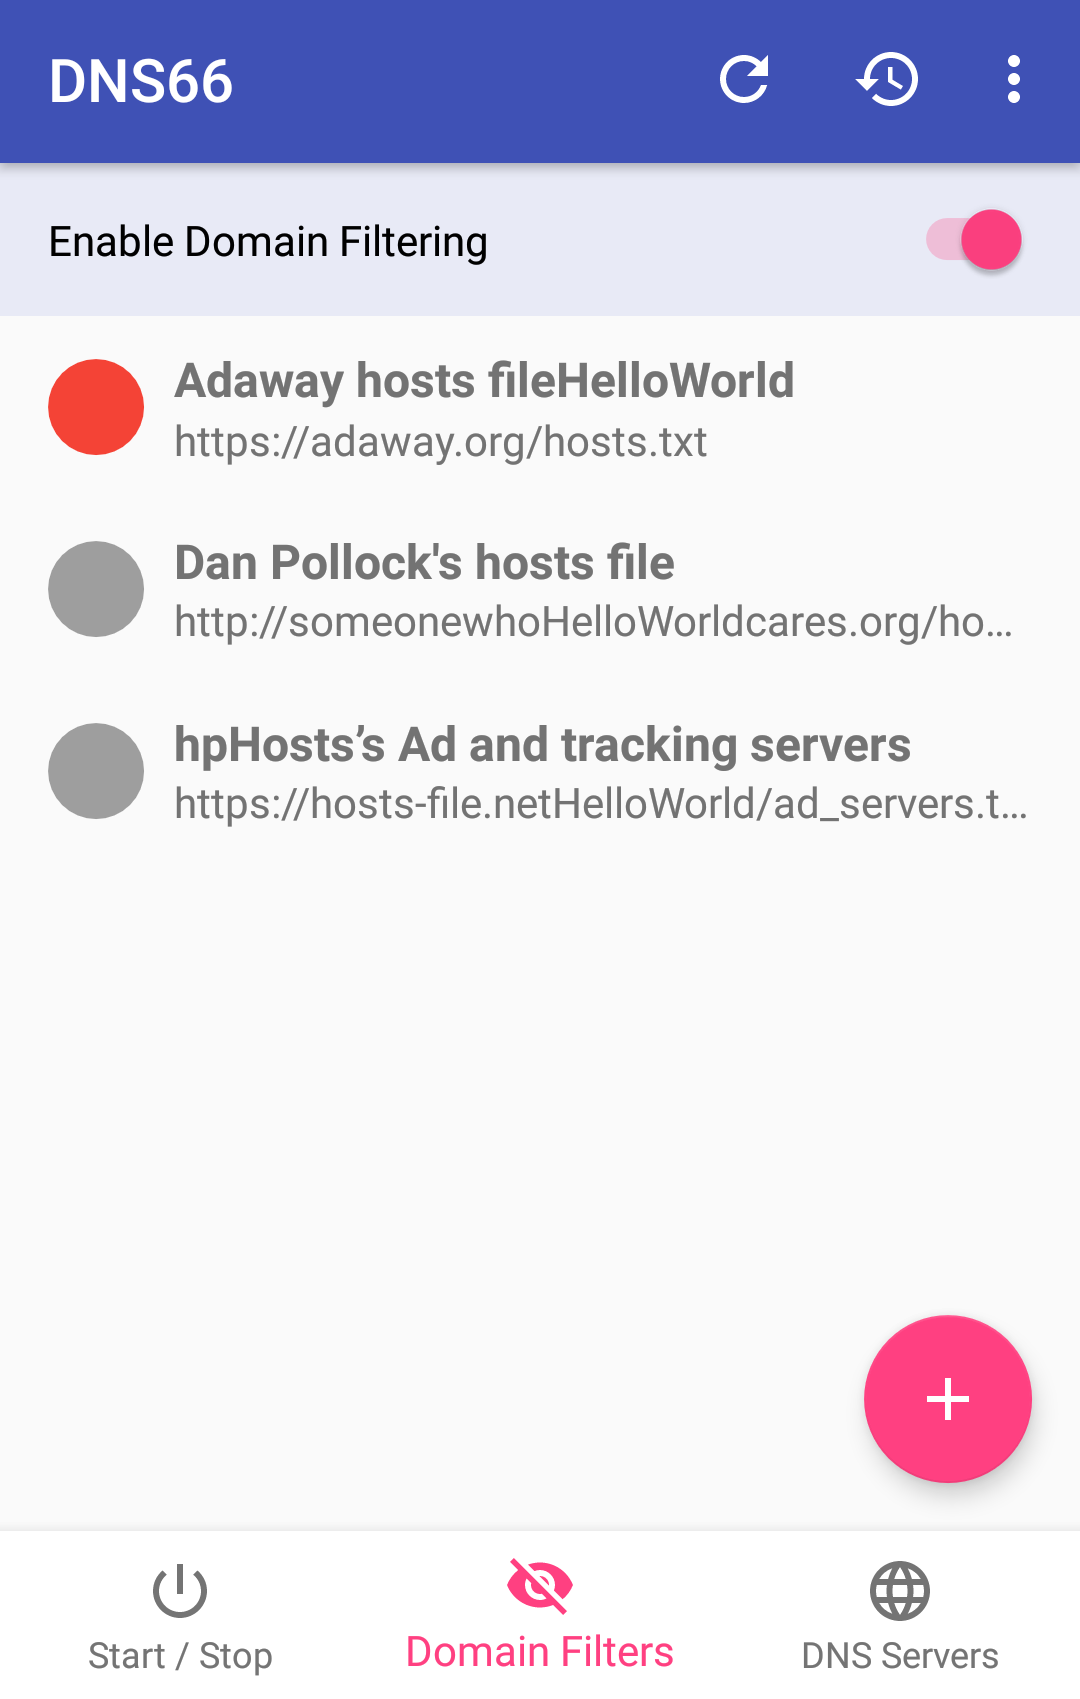 DNS66
Enable Domain Filtering
Adaway hosts fileHelloWorld
https://adaway.org/hosts.txt
Dan Pollock's hosts file
http://someonewhoHelloWorldcares.org/ho...
hpHosts’s Ad and tracking servers
https://hosts-file.netHelloWorld/ad_servers.t...
Start / Stop
Domain Filters
DNS Servers